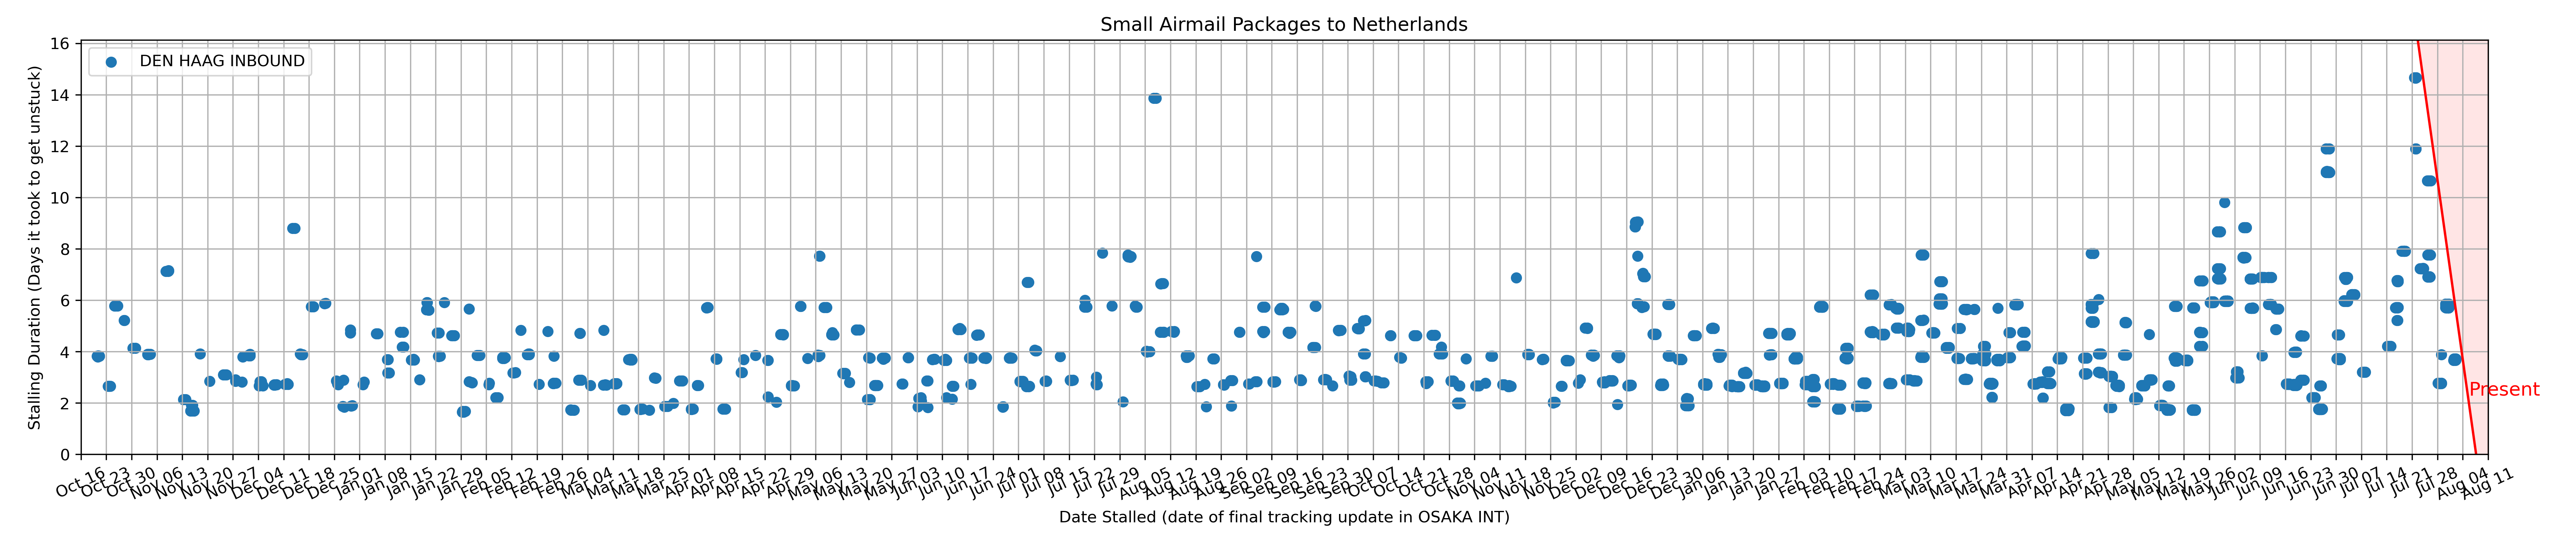 Small Airmail Packages to Netherlands
DEN HAAG INBOUND
Stalling Duration (Days it took to get unstuck)
16
14
12
10
8
6
4
2
0
Present
Oct 16
Oct 23
Oct 30
Nov 06
Nov 13
Nov 20
Nov 27
Dec 04
Dec 11
Dec 18
Dec 25
Jan 01
Jan 08
Jan 15
Jan 22
Jan 29
Feb 05
Feb 12
Feb 19
Feb 26
Mar 04
Mar 11
Mar 18
Mar 25
Apr 01
Apr 08
Apr 15
Apr 22
Apr 29
May 06
May 13
May 20
May 27
Jun 03
Jun 10
Jun 17
Jun 24
Jul 01
Jul 08
Jul 15
Jul 22
Jul 29
Aug 05
Aug 12
Aug 19
Aug 26
Sep 02
Sep 09
Sep 16
Sep 23
Sep 30
Oct 07
Oct 14
Oct 21
Oct 28
Nov 04
Nov 11
Nov 18
Nov 25
Dec 02
Dec 09
Dec 16
Dec 23
Dec 30
Jan 06
Jan 13
Jan 20
Jan 27
Feb 03
Feb 10
Feb 17
Feb 24
Mar 03
Mar 10
Mar 17
Mar 24
Mar 31
Apr 07
Apr 14
Apr 21
Apr 28
May 05
May 12
May 19
May 26
Jun 02
Jun 09
Jun 16
Jun 23
Jun 30
Jul 07
Jul 14
Jul 21
Jul 28
Aug 04
Aug 11
Date Stalled (date of final tracking update in OSAKA INT)